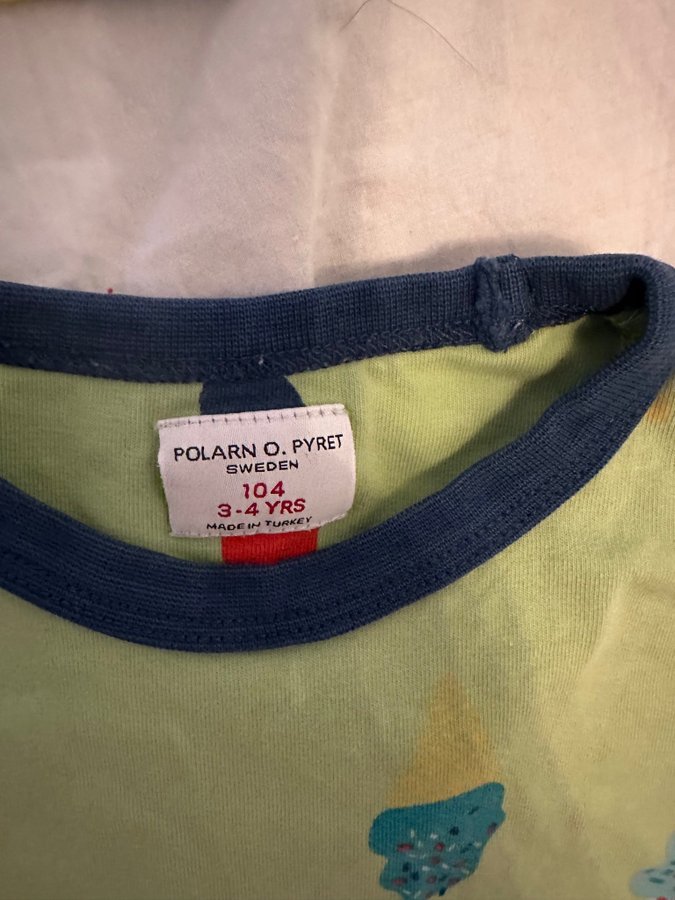 POLARN O. PYRET
SWEDEN
104
3-4 YRS
MADE IN TURKEY